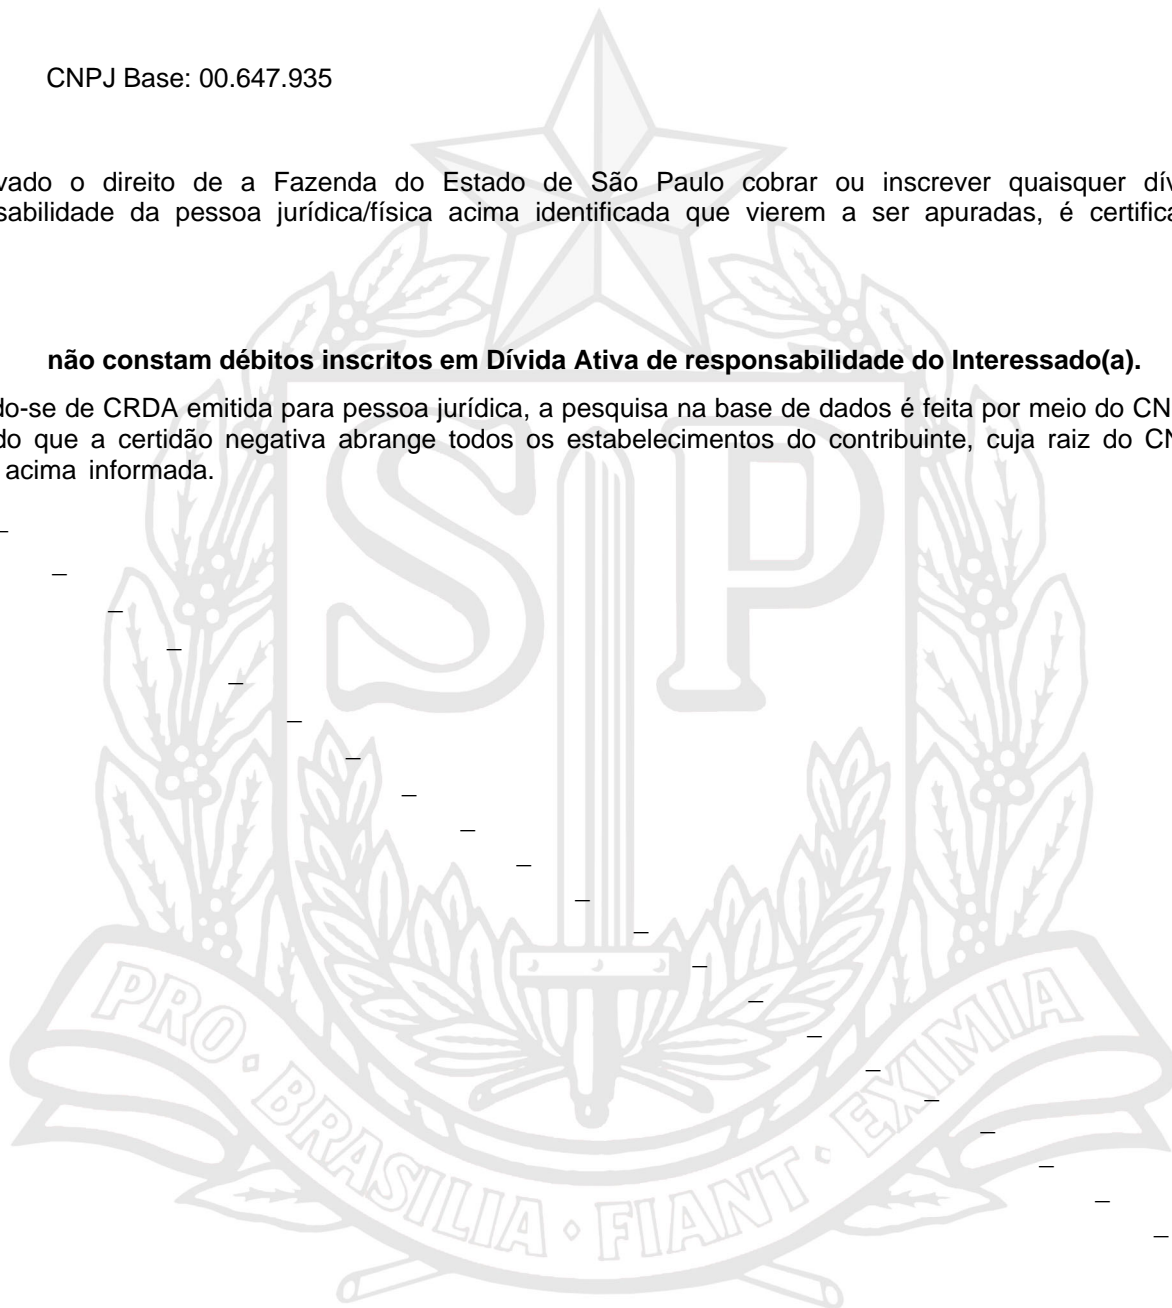 CNPJ Base: 00.647.935
vado o direito de a Fazenda do Estado de São Paulo cobrar ou inscrever quaisquer dív
sabilidade da pessoa jurídica/física acima identificada que vierem a ser apuradas, é certifica
não constam débitos inscritos em Dívida Ativa de responsabilidade do Interessado(a).
do-se de CRDA emitida para pessoa jurídica, a pesquisa na base de dados é feita por meio do CN
do que a certidão negativa abrange todos os estabelecimentos do contribuinte, cuja raiz do CN
acima informada.
SP
PRO • BRASILIA • FIANT • EXIMIA